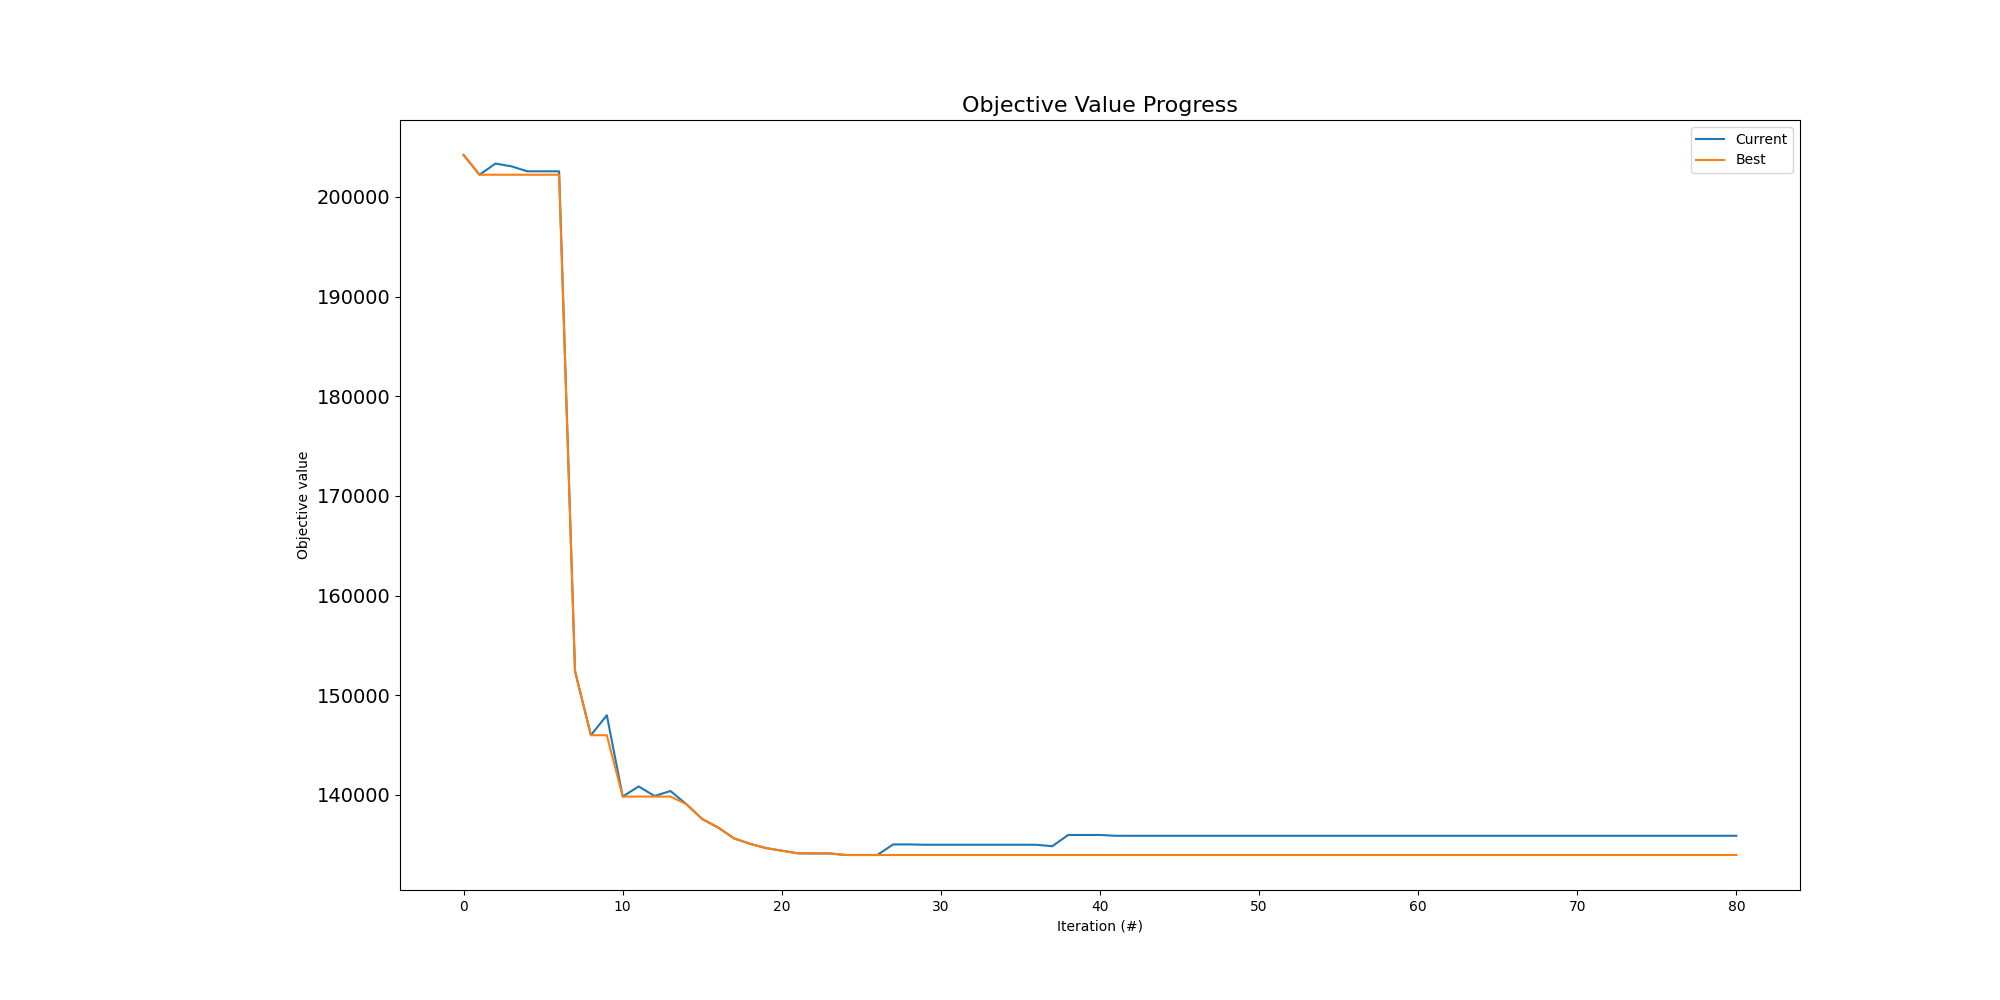 Objective Value Progress
Current
Best
200000
190000
180000
170000
160000
150000
140000
Objective value
0 10 20 30 40 50 60 70 80
Iteration (#)